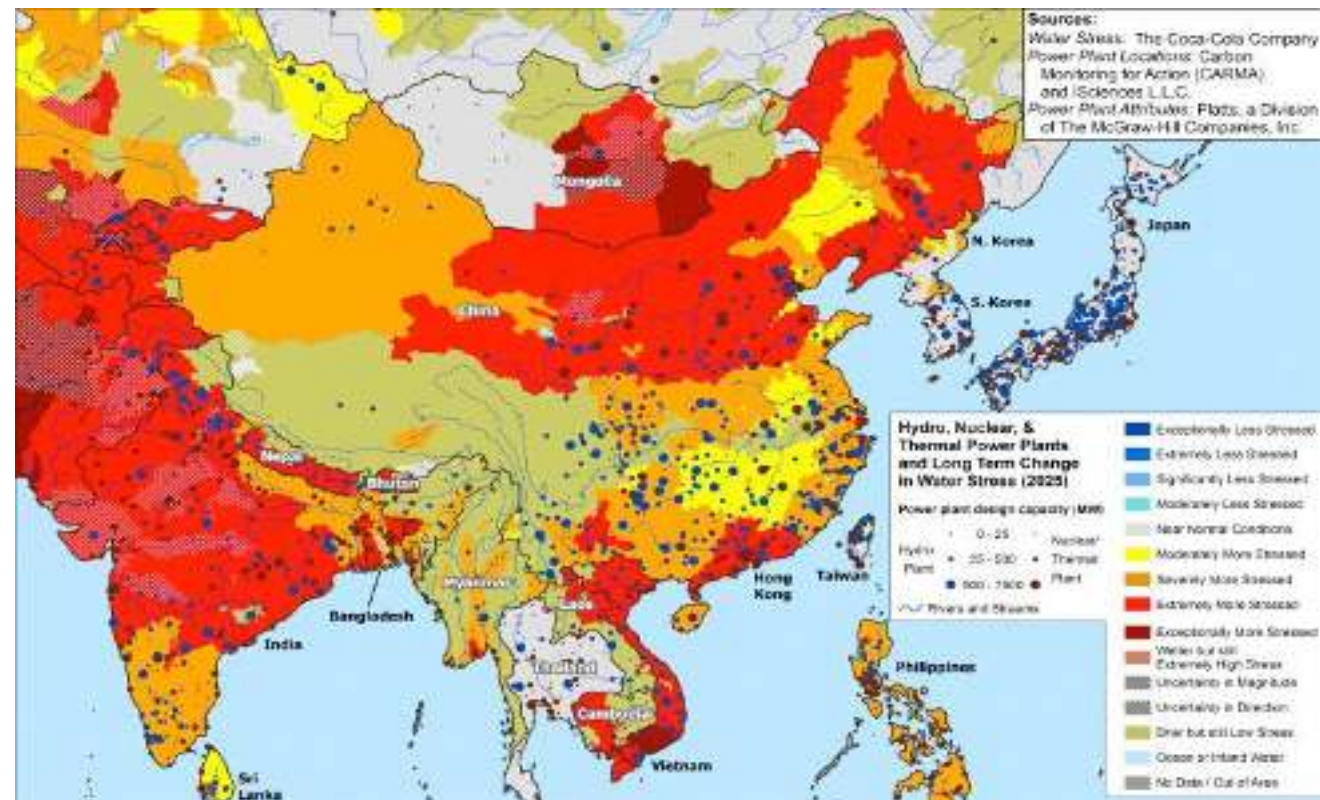 Sources:
Water Stress: The Coca-Cola Company
Power Plant Locations: Carbon
Monitoring for Action (CARMA)
and ISciences L.L.C.
Power Plant Attributes: Platts, a Division
of The McGraw-Hill Companies, Inc.
Mongolia
Japan
N. Korea
S. Korea
China
Nepal
Bhutan
Myanmar
Bangladesh
India
Laos
Hong
Kong
Taiwan
Thailand
Cambodia
Vietnam
Philippines
Sri
Lanka
Hydro, Nuclear, &
Thermal Power Plants
and Long Term Change
in Water Stress (2025)
Power plant design capacity (MW)
Hydro
Plant
0 - 25
25 - 500
Nuclear/
Thermal
Plant
Rivers and Streams
Exceptionally Less Stressed
Extremely Less Stressed
Significantly Less Stressed
Moderately Less Stressed
Near Normal Conditions
Moderately More Stressed
Severely More Stressed
Extremely More Stressed
Exceptionally More Stressed
Wetter but still
Extremely High Stress
Uncertainty in Magnitude
Uncertainty in Direction
Drier but still Low Stress
Ocean or Inland Water
No Data / Out of Area